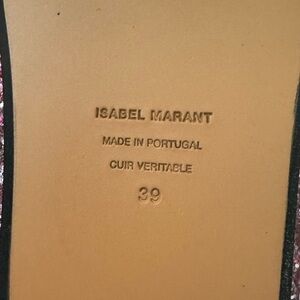 ISABEL MARANT
MADE IN PORTUGAL
CUIR VERITABLE
39